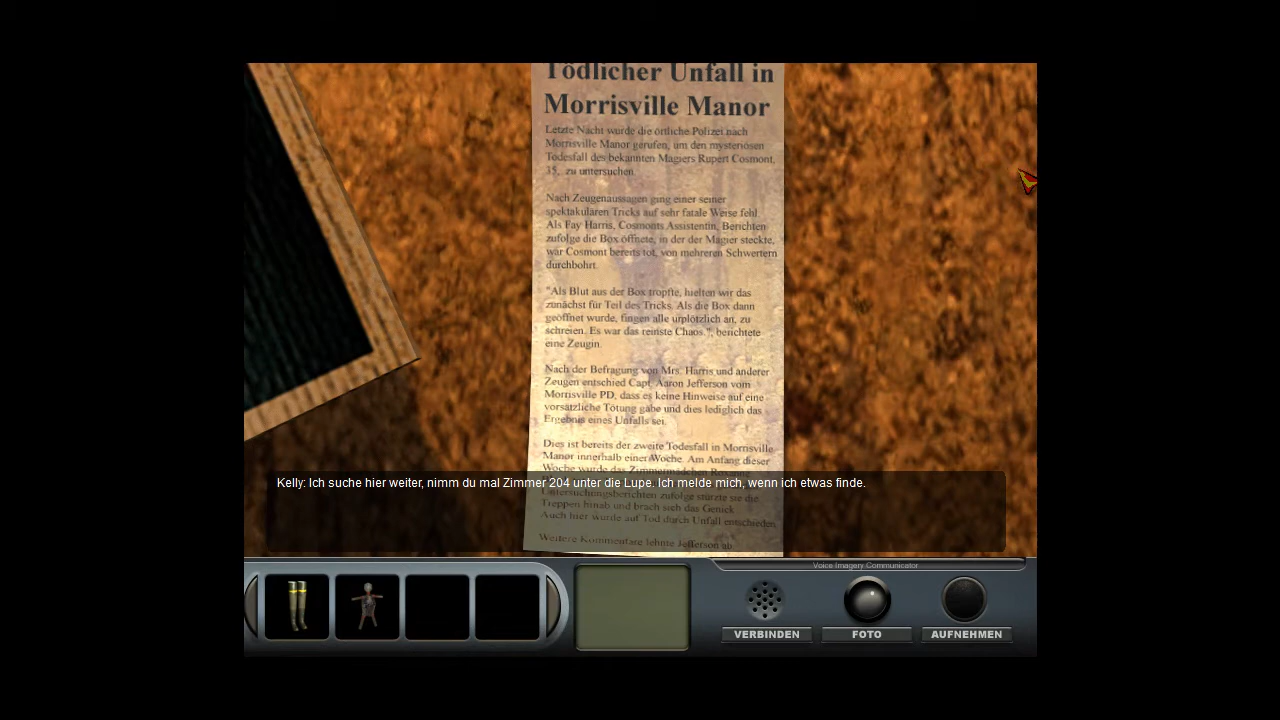 Tödlicher Unfall in
Morrisville Manor
Letzte Nacht wurde die örtliche Polizei nach
Morrisville Manor gerufen, um den mysteriösen
Todesfall des bekannten Magiers Rupert Cosmont,
35, zu untersuchen.
Nach Zeugenaussagen ging einer seiner
spektakulären Tricks auf sehr fatale Weise fehl.
Als Fay Harris, Cosmonts Assistentin, Berichten
zufolge die Box öffnete, in der der Magier steckte,
war Cosmont bereits tot, von mehreren Schwertern
durchbohrt.
"Als Blut aus der Box tropfte, hielten wir das
zunächst für Teil des Tricks. Als die Box dann
geöffnet wurde, fingen alle urplötzlich an, zu
schreien. Es war das reinste Chaos.", berichtete
eine Zeugin.
Nach der Befragung von Mrs. Harris und anderer
Zeugen entschied Capt. Aaron Jefferson vom
Morrisville PD, dass es keine Hinweise auf eine
vorsätzliche Tötung gäbe und dies lediglich das
Ergebnis eines Unfalls sei.
Dies ist bereits der zweite Todesfall in Morrisville
Manor innerhalb einer Woche. Am Anfang dieser
Woche wurde das Zimmermädchen
Kelly: Ich suche hier weiter, nimm du mal Zimmer 204 unter die Lupe. Ich melde mich, wenn ich etwas finde.
Untersuchungsberichten zufolge stürzte sie die
Treppen hinab und brach sich das Genick.
Auch hier wurde auf Tod durch Unfall entschieden.
Weitere Kommentare lehnte Jefferson ab.
Voice Imagery Communicator
VERBINDEN
FOTO
AUFNEHMEN